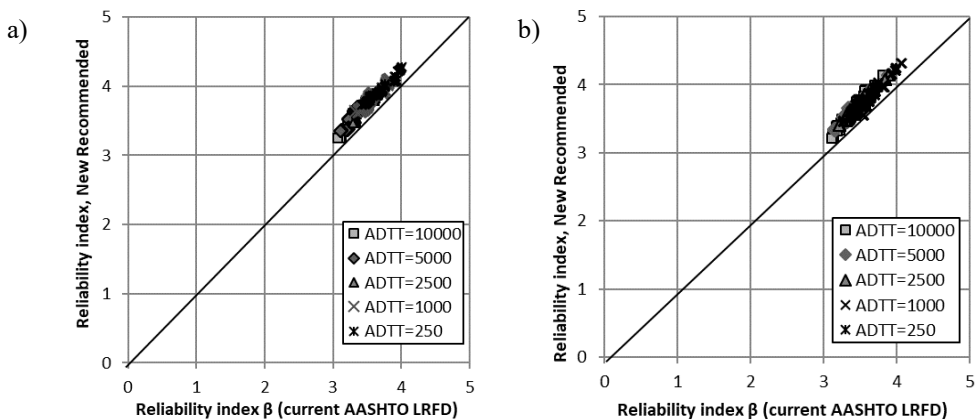 a)
Reliability index, New Recommended
5
4
3
2
1
0
0 1 2 3 4 5
Reliability index β (current AASHTO LRFD)
ADTT=10000
ADTT=5000
ADTT=2500
ADTT=1000
ADTT=250
b)
Reliability index, New Recommended
5
4
3
2
1
0
0 1 2 3 4 5
Reliability index β (current AASHTO LRFD)
ADTT=10000
ADTT=5000
ADTT=2500
ADTT=1000
ADTT=250